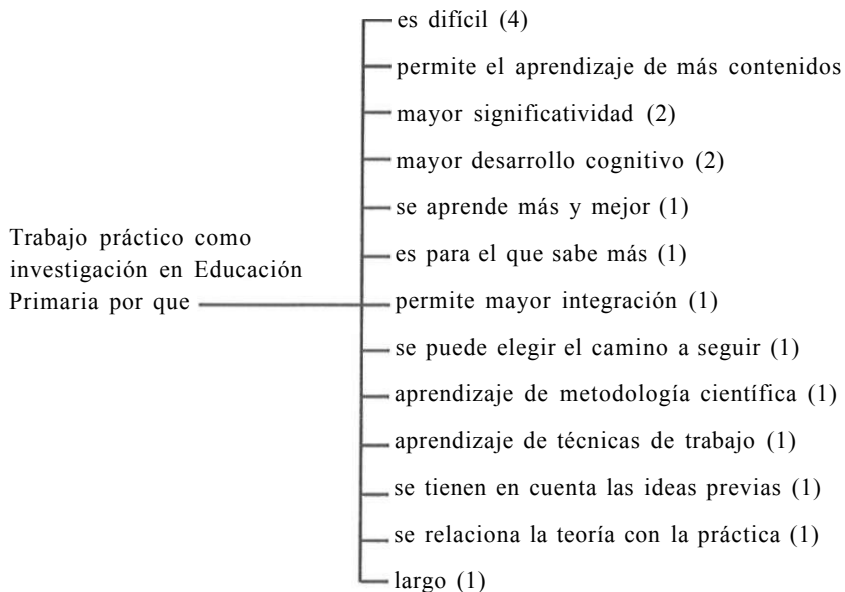 es difícil (4)
permite el aprendizaje de más contenidos
mayor significatividad (2)
mayor desarrollo cognitivo (2)
se aprende más y mejor (1)
Trabajo práctico como
investigación en Educación
Primaria por que
es para el que sabe más (1)
permite mayor integración (1)
se puede elegir el camino a seguir (1)
aprendizaje de metodología científica (1)
aprendizaje de técnicas de trabajo (1)
se tienen en cuenta las ideas previas (1)
se relaciona la teoría con la práctica (1)
largo (1)